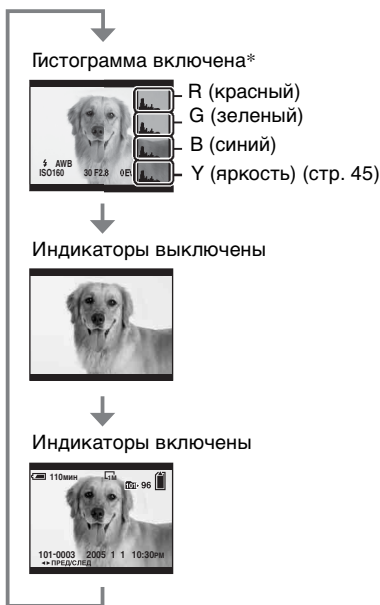 Гистограмма включена*
R (красный)
G (зеленый)
B (синий)
Y (яркость) (стр. 45)
AWB
ISO160 30 F2.8 0EV
Индикаторы выключены
Индикаторы включены
110мин 1M
101 96
101-0003 2005 1 1 10:30PM
◄►ПРЕД/СЛЕД